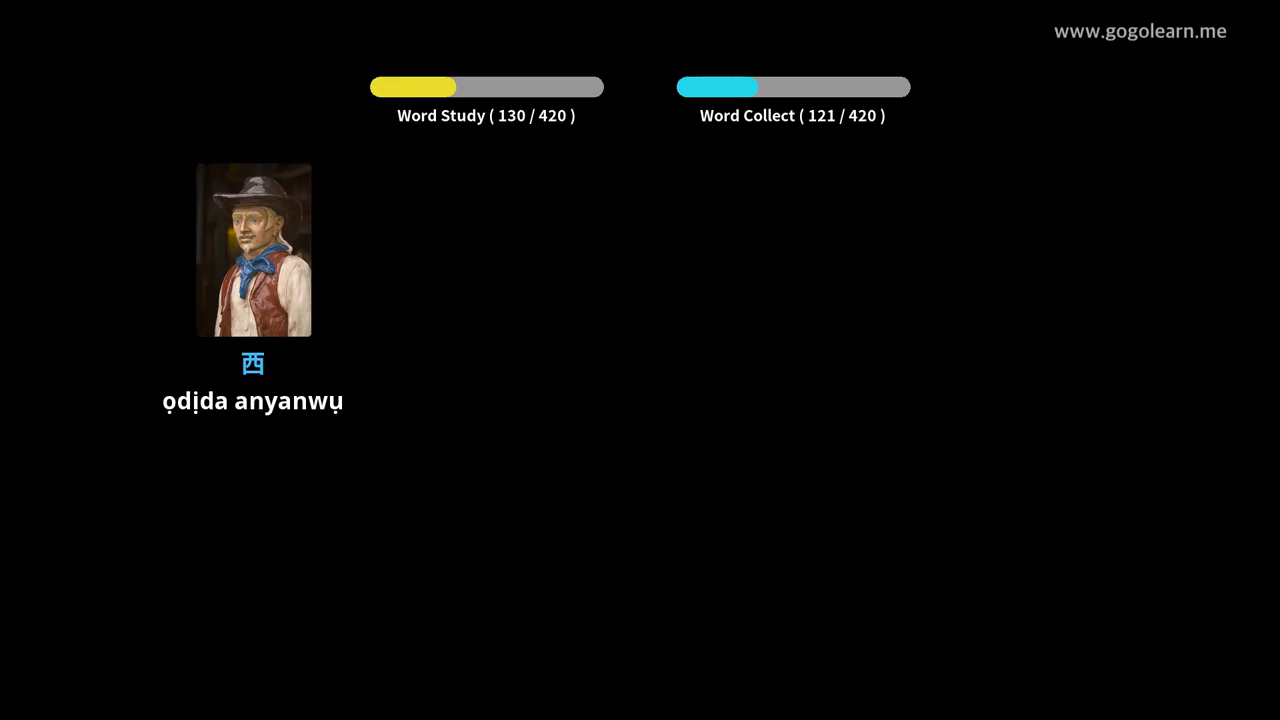 www.gogolearn.me
Word Study ( 130 / 420 )
Word Collect ( 121 / 420 )
西
ọdịda anyanwụ